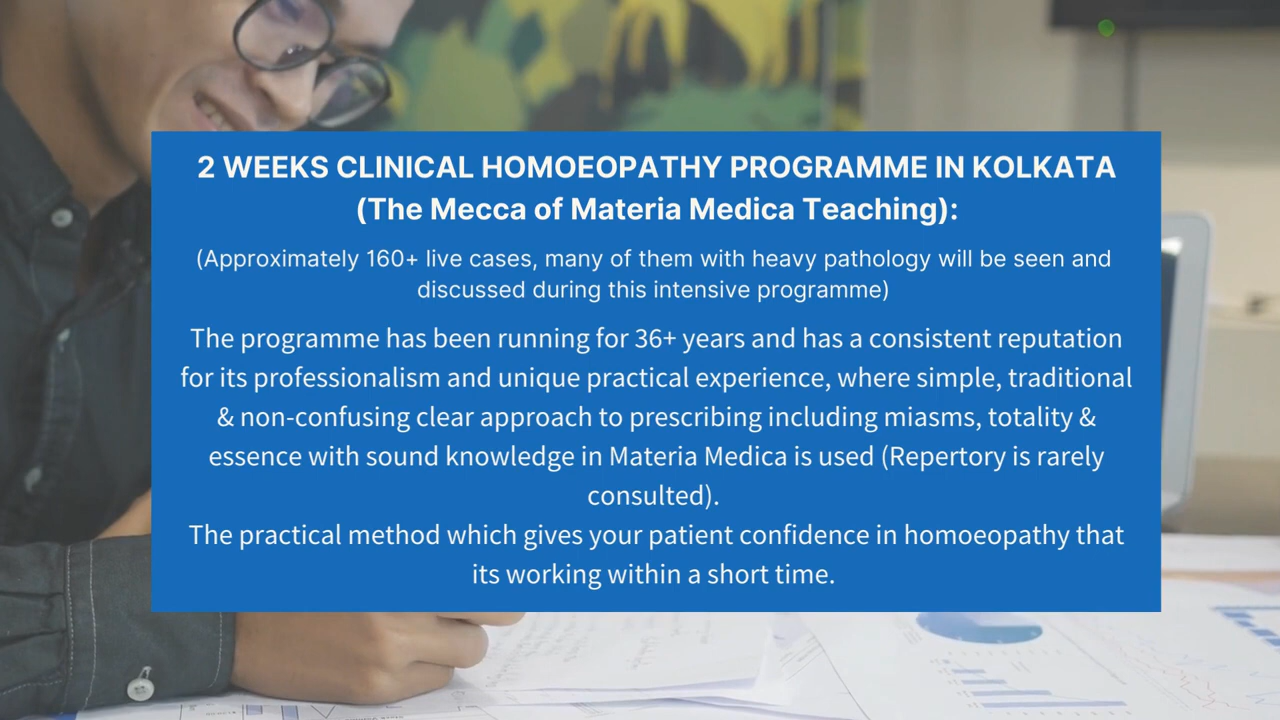 2 WEEKS CLINICAL HOMOEOPATHY PROGRAMME IN KOLKATA
(The Mecca of Materia Medica Teaching):
(Approximately 160+ live cases, many of them with heavy pathology will be seen and
discussed during this intensive programme)
The programme has been running for 36+ years and has a consistent reputation
for its professionalism and unique practical experience, where simple, traditional
& non-confusing clear approach to prescribing including miasms, totality &
essence with sound knowledge in Materia Medica is used (Repertory is rarely
consulted).
The practical method which gives your patient confidence in homoeopathy that
its working within a short time.